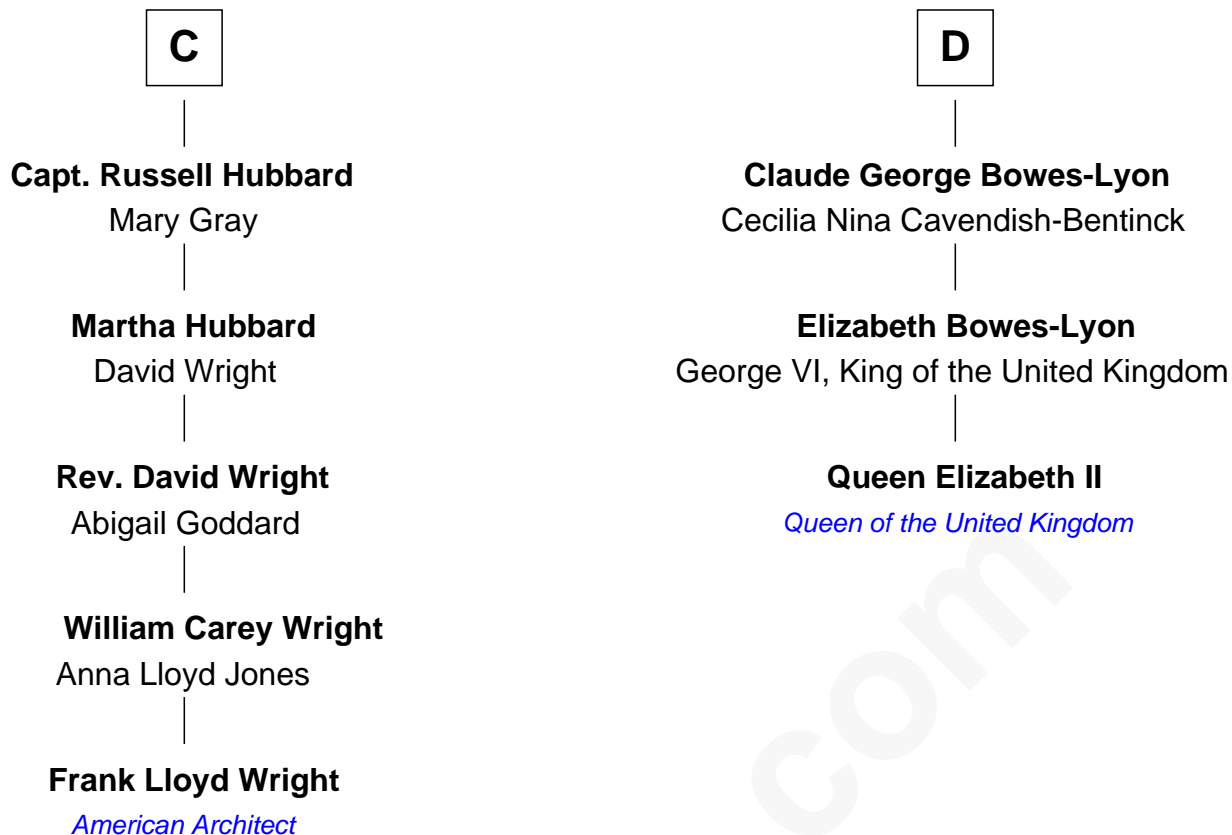 C
Capt. Russell Hubbard
Mary Gray
Martha Hubbard
David Wright
Rev. David Wright
Abigail Goddard
William Carey Wright
Anna Lloyd Jones
Frank Lloyd Wright
American Architect
D
Claude George Bowes-Lyon
Cecilia Nina Cavendish-Bentinck
Elizabeth Bowes-Lyon
George VI, King of the United Kingdom
Queen Elizabeth II
Queen of the United Kingdom
com